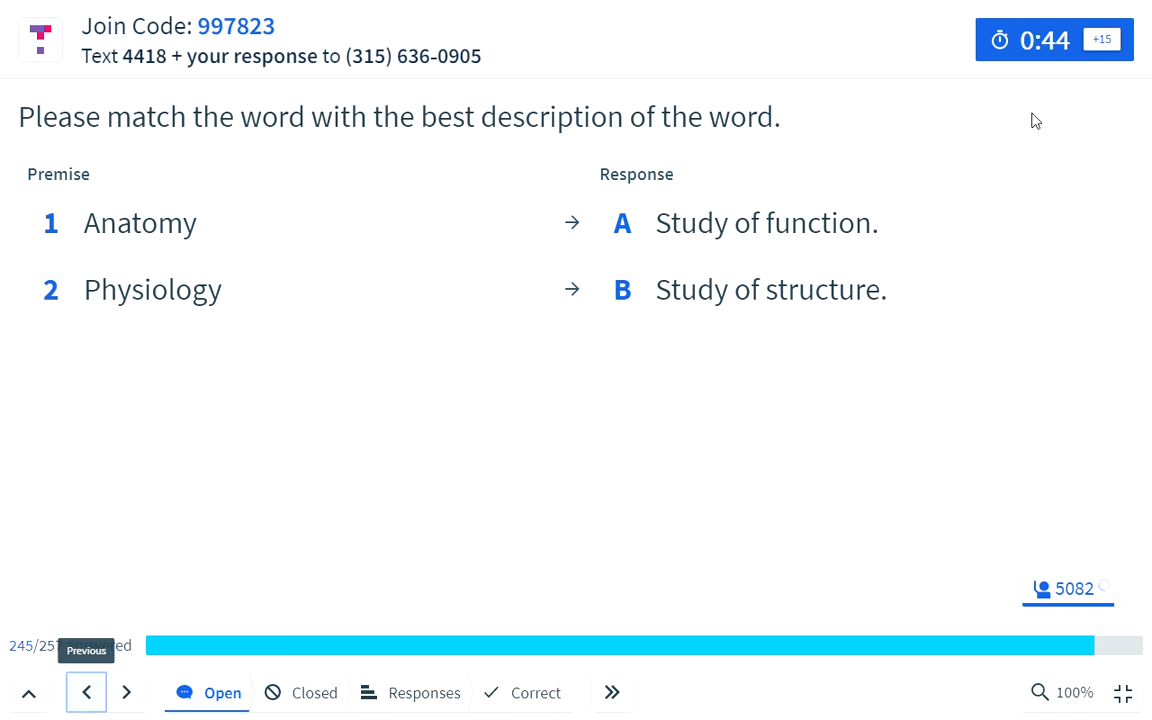 Join Code: 997823
Text 4418 + your response to (315) 636-0905
0:44 +15
Please match the word with the best description of the word.
Premise Response
1 Anatomy → A Study of function.
2 Physiology → B Study of structure.
5082
245/257
Previous
Open Closed Responses Correct
100%